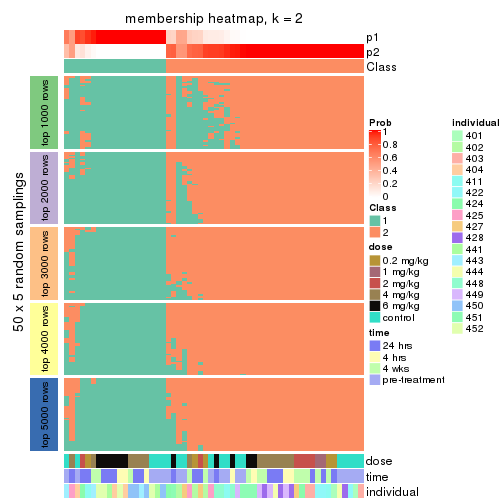 membership heatmap, k = 2
p1
p2
Class
50 x 5 random samplings
top 1000 rows
top 2000 rows
top 3000 rows
top 4000 rows
top 5000 rows
dose
time
individual
Prob
1
0.8
0.6
0.4
0.2
0
Class
1
2
dose
0.2 mg/kg
1 mg/kg
2 mg/kg
4 mg/kg
6 mg/kg
control
time
24 hrs
4 hrs
4 wks
pre-treatment
individual
401
402
403
404
411
422
424
425
427
428
441
443
444
448
449
450
451
452